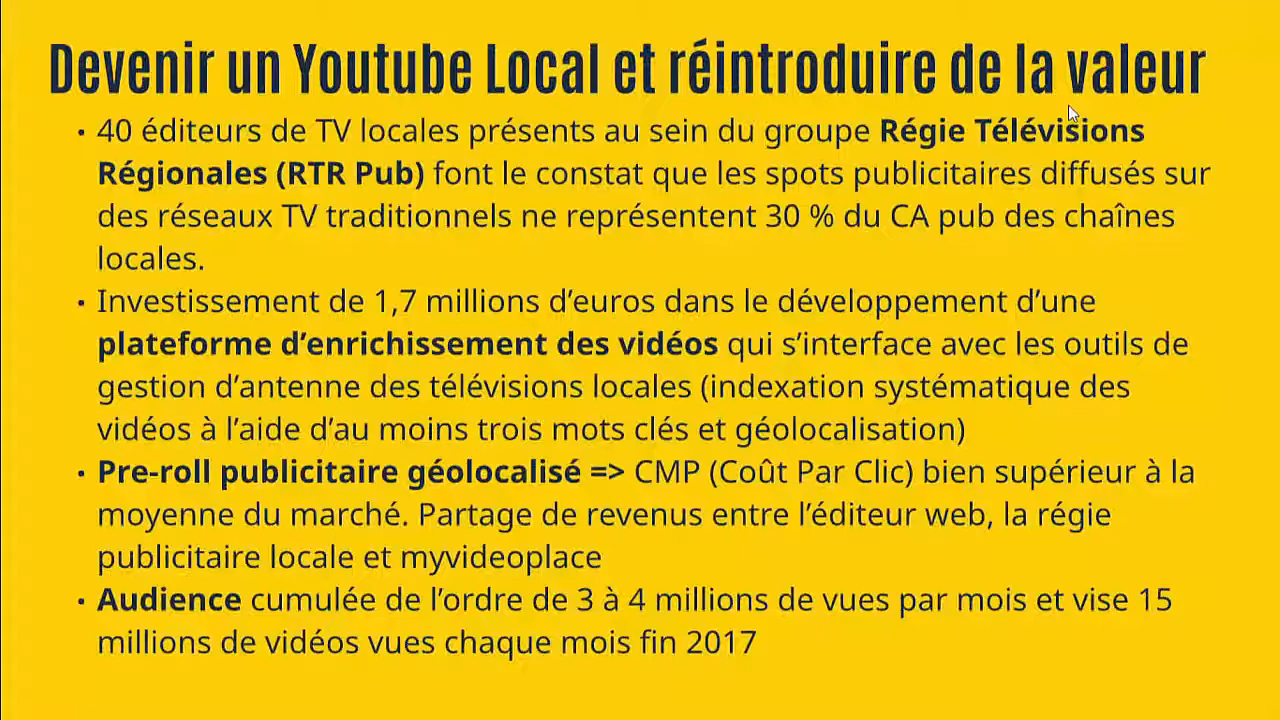 Devenir un Youtube Local et réintroduire de la valeur
• 40 éditeurs de TV locales présents au sein du groupe Régie Télévisions
Régionales (RTR Pub) font le constat que les spots publicitaires diffusés sur
des réseaux TV traditionnels ne représentent 30 % du CA pub des chaînes
locales.
• Investissement de 1,7 millions d’euros dans le développement d’une
plateforme d’enrichissement des vidéos qui s’interface avec les outils de
gestion d’antenne des télévisions locales (indexation systématique des
vidéos à l’aide d’au moins trois mots clés et géolocalisation)
• Pre-roll publicitaire géolocalisé => CMP (Coût Par Clic) bien supérieur à la
moyenne du marché. Partage de revenus entre l’éditeur web, la régie
publicitaire locale et myvideoplace
• Audience cumulée de l’ordre de 3 à 4 millions de vues par mois et vise 15
millions de vidéos vues chaque mois fin 2017